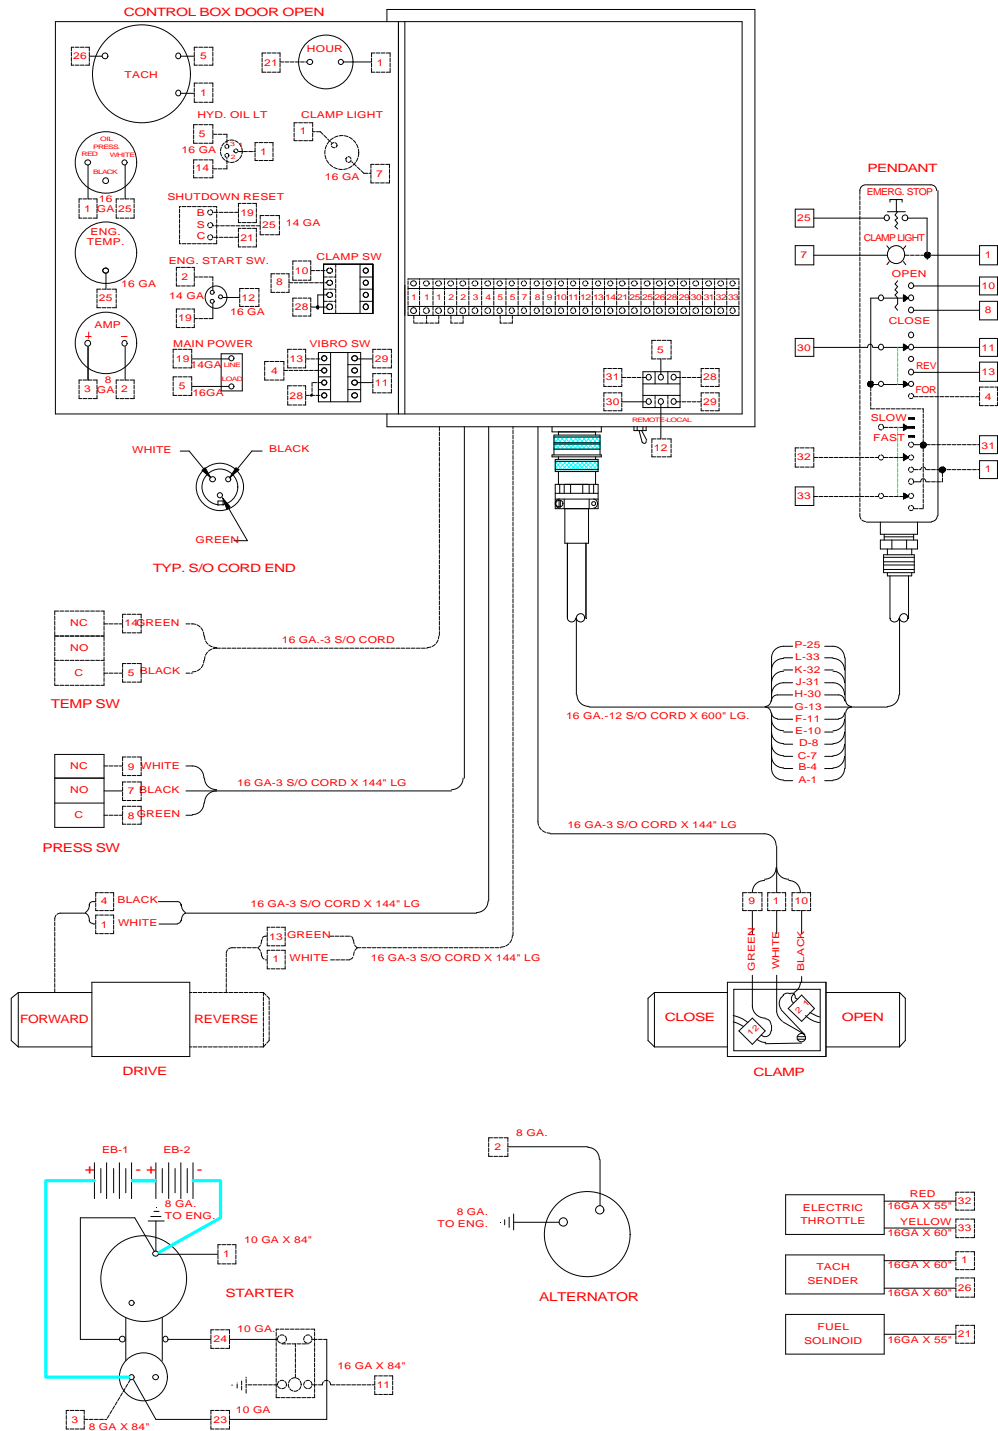 CONTROL BOX DOOR OPEN
26
5
TACH
1
21
HOUR
1
HYD. OIL LT
5
16 GA
3
1
2
1
14
CLAMP LIGHT
1
16 GA
7
OIL
PRESS.
RED
WHITE
BLACK
16
GA
1
25
SHUTDOWN RESET
B
19
S
25
14 GA
C
21
ENG.
TEMP.
16 GA
25
ENG. START SW.
2
14 GA
12
16 GA
19
CLAMP SW
10
8
28
AMP
+
-
8
GA
3
2
MAIN POWER
19
14GA
LINE
LOAD
5
16GA
VIBRO SW
13
29
4
11
28
1 1 1 2 2 3 4 5 5 7 8 9 10 11 12 13 14 21 25 25 26 28 29 30 31 32 33
5
31
28
30
29
REMOTE-LOCAL
12
PENDANT
EMERG. STOP
25
CLAMP LIGHT
7
1
OPEN
10
8
CLOSE
30
11
REV
13
FOR
4
SLOW
FAST
31
32
1
33
WHITE
BLACK
GREEN
TYP. S/O CORD END
NC
14
GREEN
NO
C
5
BLACK
16 GA.-3 S/O CORD
TEMP SW
NC
9
WHITE
NO
7
BLACK
C
8
GREEN
16 GA-3 S/O CORD X 144" LG
PRESS SW
16 GA.-12 S/O CORD X 600" LG.
P-25
L-33
K-32
J-31
H-30
G-13
F-11
E-10
D-8
C-7
B-4
A-1
16 GA-3 S/O CORD X 144" LG
4
BLACK
1
WHITE
16 GA-3 S/O CORD X 144" LG
13
GREEN
1
WHITE
16 GA-3 S/O CORD X 144" LG
FORWARD
REVERSE
DRIVE
9
1
10
GREEN
WHITE
BLACK
CLOSE
12
2 1
OPEN
CLAMP
EB-1
EB-2
+
-
+
-
8 GA.
TO ENG.
10 GA X 84"
1
STARTER
24
10 GA.
16 GA X 84"
11
3
8 GA X 84"
23
10 GA
2
8 GA.
8 GA.
TO ENG.
ALTERNATOR
ELECTRIC
THROTTLE
RED
16GA X 55"
32
YELLOW
16GA X 60"
33
TACH
SENDER
16GA X 60"
1
16GA X 60"
26
FUEL
SOLINOID
16GA X 55"
21